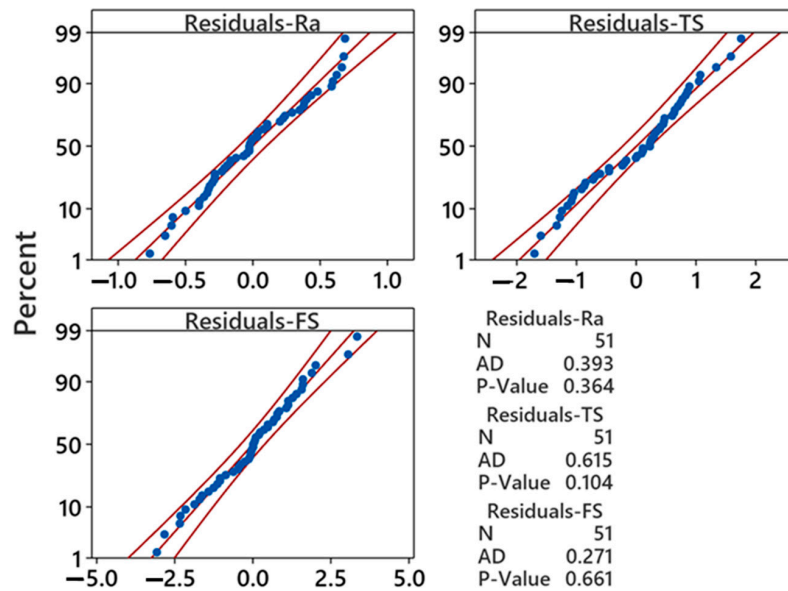 Residuals-Ra
99
90
50
10
1
−1.0 −0.5 0.0 0.5 1.0
Residuals-TS
99
90
50
10
1
−2 −1 0 1 2
Percent
Residuals-FS
99
90
50
10
1
−5.0 −2.5 0.0 2.5 5.0
Residuals-Ra
N 51
AD 0.393
P-Value 0.364
Residuals-TS
N 51
AD 0.615
P-Value 0.104
Residuals-FS
N 51
AD 0.271
P-Value 0.661